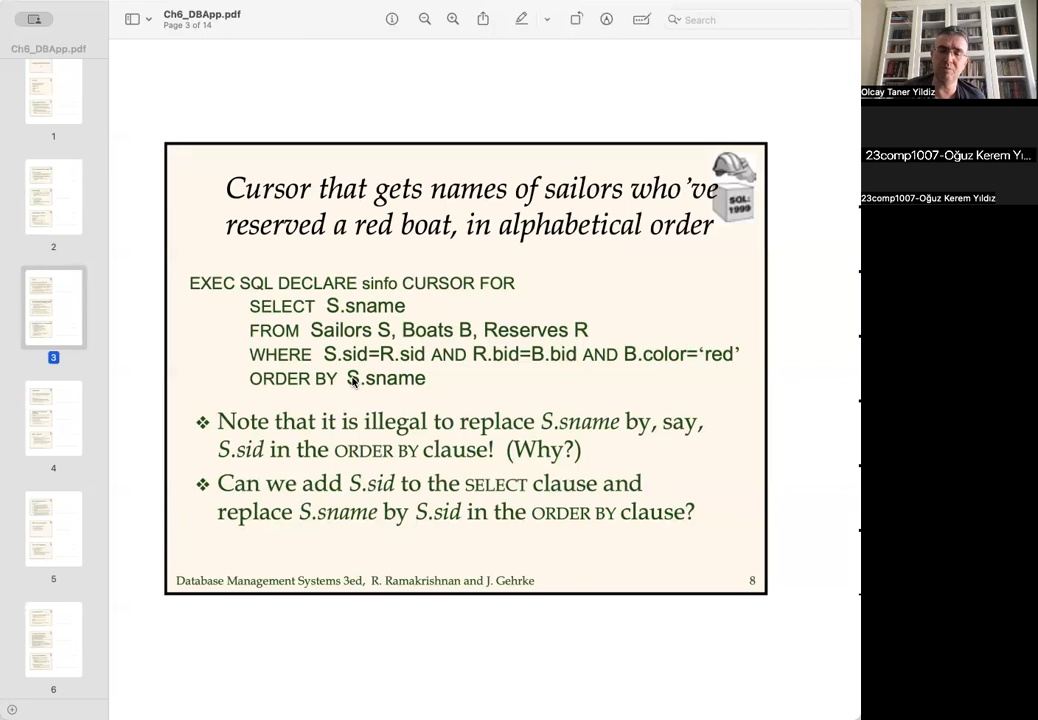 Ch6_DBApp.pdf
Page 3 of 14
Search
Ch6_DBApp.pdf
1
2
3
4
5
6
Cursor that gets names of sailors who've
reserved a red boat, in alphabetical order
SQL:
1999
EXEC SQL DECLARE sinfo CURSOR FOR
SELECT S.sname
FROM Sailors S, Boats B, Reserves R
WHERE S.sid=R.sid AND R.bid=B.bid AND B.color=‘red’
ORDER BY S.sname
❖ Note that it is illegal to replace S.sname by, say,
S.sid in the ORDER BY clause! (Why?)
❖ Can we add S.sid to the SELECT clause and
replace S.sname by S.sid in the ORDER BY clause?
Database Management Systems 3ed, R. Ramakrishnan and J. Gehrke
8
Olcay Taner Yildiz
23comp1007-Oğuz Kerem Yı...
23comp1007-Oğuz Kerem Yıldız